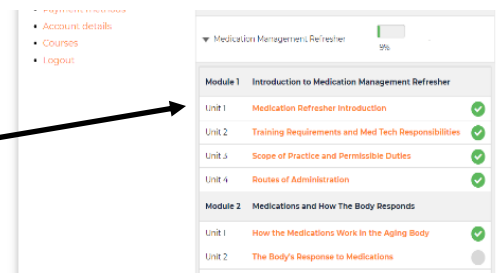 Payment methods
Account details
Courses
Logout
Medication Management Refresher
9%
Module 1 Introduction to Medication Management Refresher
Unit 1 Medication Refresher Introduction
Unit 2 Training Requirements and Med Tech Responsibilities
Unit 3 Scope of Practice and Permissible Duties
Unit 4 Routes of Administration
Module 2 Medications and How The Body Responds
Unit 1 How the Medications Work in the Aging Body
Unit 2 The Body's Response to Medications